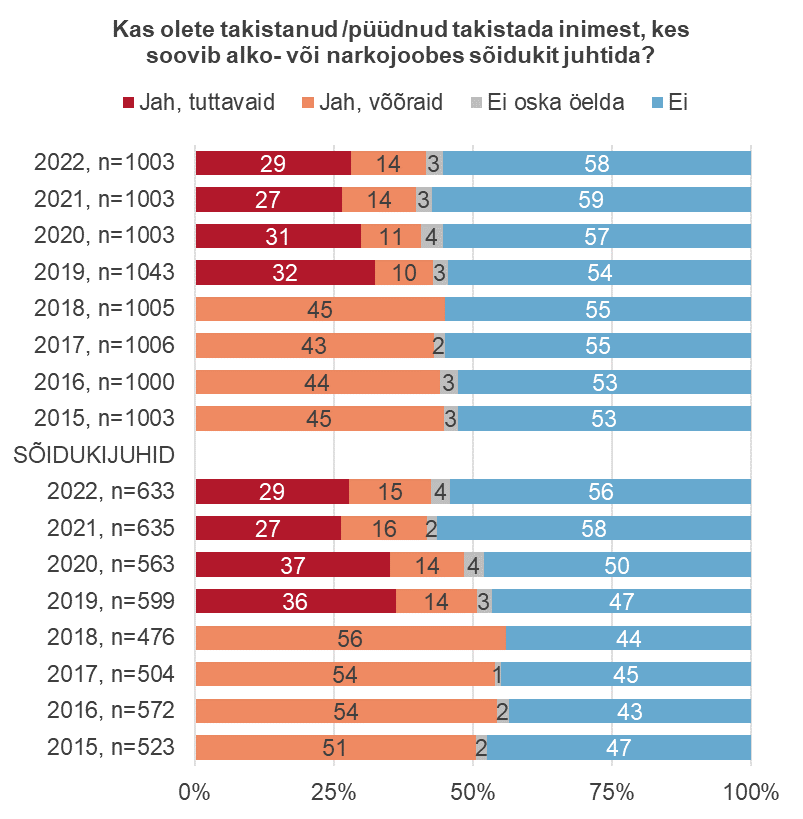 Kas olete takistanud /püüdnud takistada inimest, kes
soovib alko- või narkojoobes sõidukit juhtida?
Jah, tuttavaid Jah, võõraid Ei oska öelda Ei
2022, n=1003 29 14 3 58
2021, n=1003 27 14 3 59
2020, n=1003 31 11 4 57
2019, n=1043 32 10 3 54
2018, n=1005 45 55
2017, n=1006 43 2 55
2016, n=1000 44 3 53
2015, n=1003 45 3 53
SÕIDUKIJUHID
2022, n=633 29 15 4 56
2021, n=635 27 16 2 58
2020, n=563 37 14 4 50
2019, n=599 36 14 3 47
2018, n=476 56 44
2017, n=504 54 1 45
2016, n=572 54 2 43
2015, n=523 51 2 47
0% 25% 50% 75% 100%